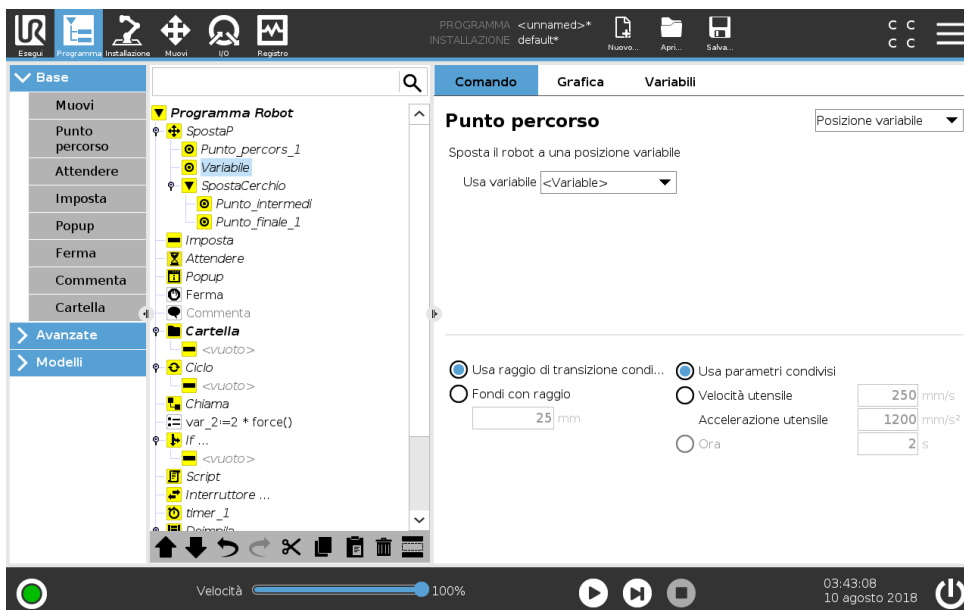 PROGRAMMA <unnamed>*
INSTALLAZIONE default*
Esegui
Programma
Installazione
Muovi
I/O
Registro
Nuovo...
Apri...
Salva...
C C
C C
Base
Muovi
Punto
percorso
Attendere
Imposta
Popup
Ferma
Commenta
Cartella
Avanzate
Modelli
Programma Robot
SpostaP
Punto_percors_1
Variabile
SpostaCerchio
Punto_intermedi
Punto_finale_1
Imposta
Attendere
Popup
Ferma
Commenta
Cartella
<vuoto>
Ciclo
<vuoto>
Chiama
var_2:=2 * force()
If ...
<vuoto>
Script
Interruttore ...
timer_1
Comando
Grafica
Variabili
Punto percorso
Posizione variabile
Sposta il robot a una posizione variabile
Usa variabile <Variable>
Usa raggio di transizione condi...
Fondi con raggio
25 mm
Usa parametri condivisi
Velocità utensile 250 mm/s
Accelerazione utensile 1200 mm/s²
Ora 2 s
Velocità 100%
03:43:08
10 agosto 2018